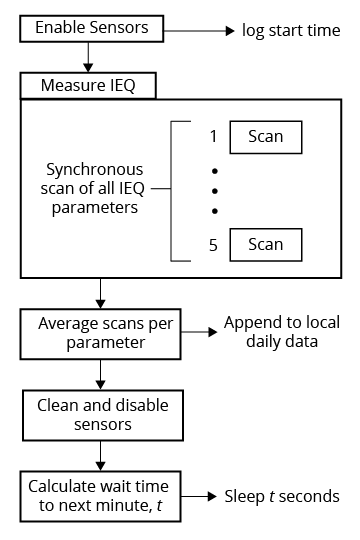 Enable Sensors
log start time
Measure IEQ
Synchronous
scan of all IEQ
parameters
1 Scan
5 Scan
Average scans per
parameter
Append to local
daily data
Clean and disable
sensors
Calculate wait time
to next minute, t
Sleep t seconds